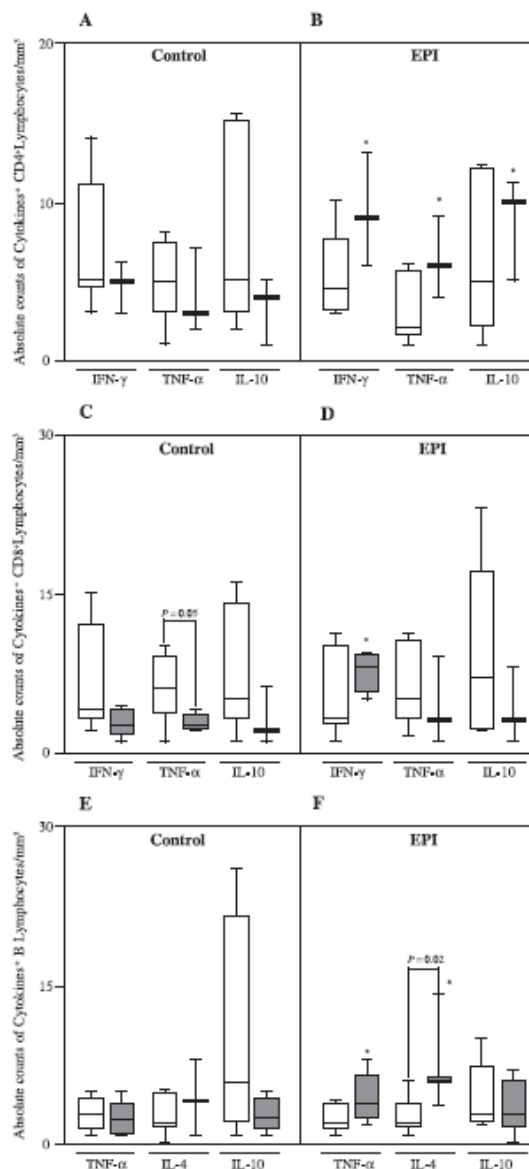 A B
Absolute counts of Cytokines⁺ CD4⁺Lymphocytes/mm³
20
10
0
Control EPI
* * *
IFN-γ TNF-α IL-10 IFN-γ TNF-α IL-10
C D
Absolute counts of Cytokines⁺ CD8⁺Lymphocytes/mm³
30
15
0
Control EPI
P=0.05
*
IFN-γ TNF-α IL-10 IFN-γ TNF-α IL-10
E F
Absolute counts of Cytokines⁺ B Lymphocytes/mm³
30
15
0
Control EPI
P=0.02
* *
TNF-α IL-4 IL-10 TNF-α IL-4 IL-10